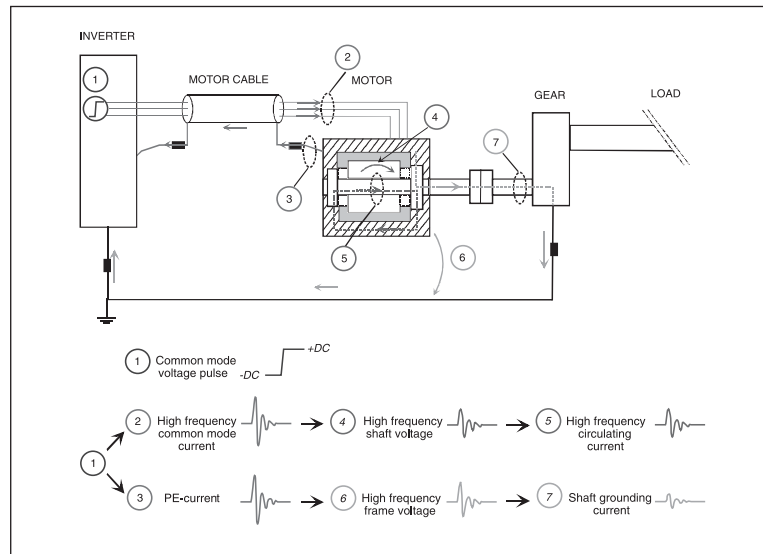 INVERTER
1
MOTOR CABLE
2
MOTOR
4
3
5
GEAR
LOAD
7
6
1 Common mode
voltage pulse
-DC
+DC
1
2 High frequency
common mode
current
4 High frequency
shaft voltage
5 High frequency
circulating
current
3 PE-current
6 High frequency
frame voltage
7 Shaft grounding
current